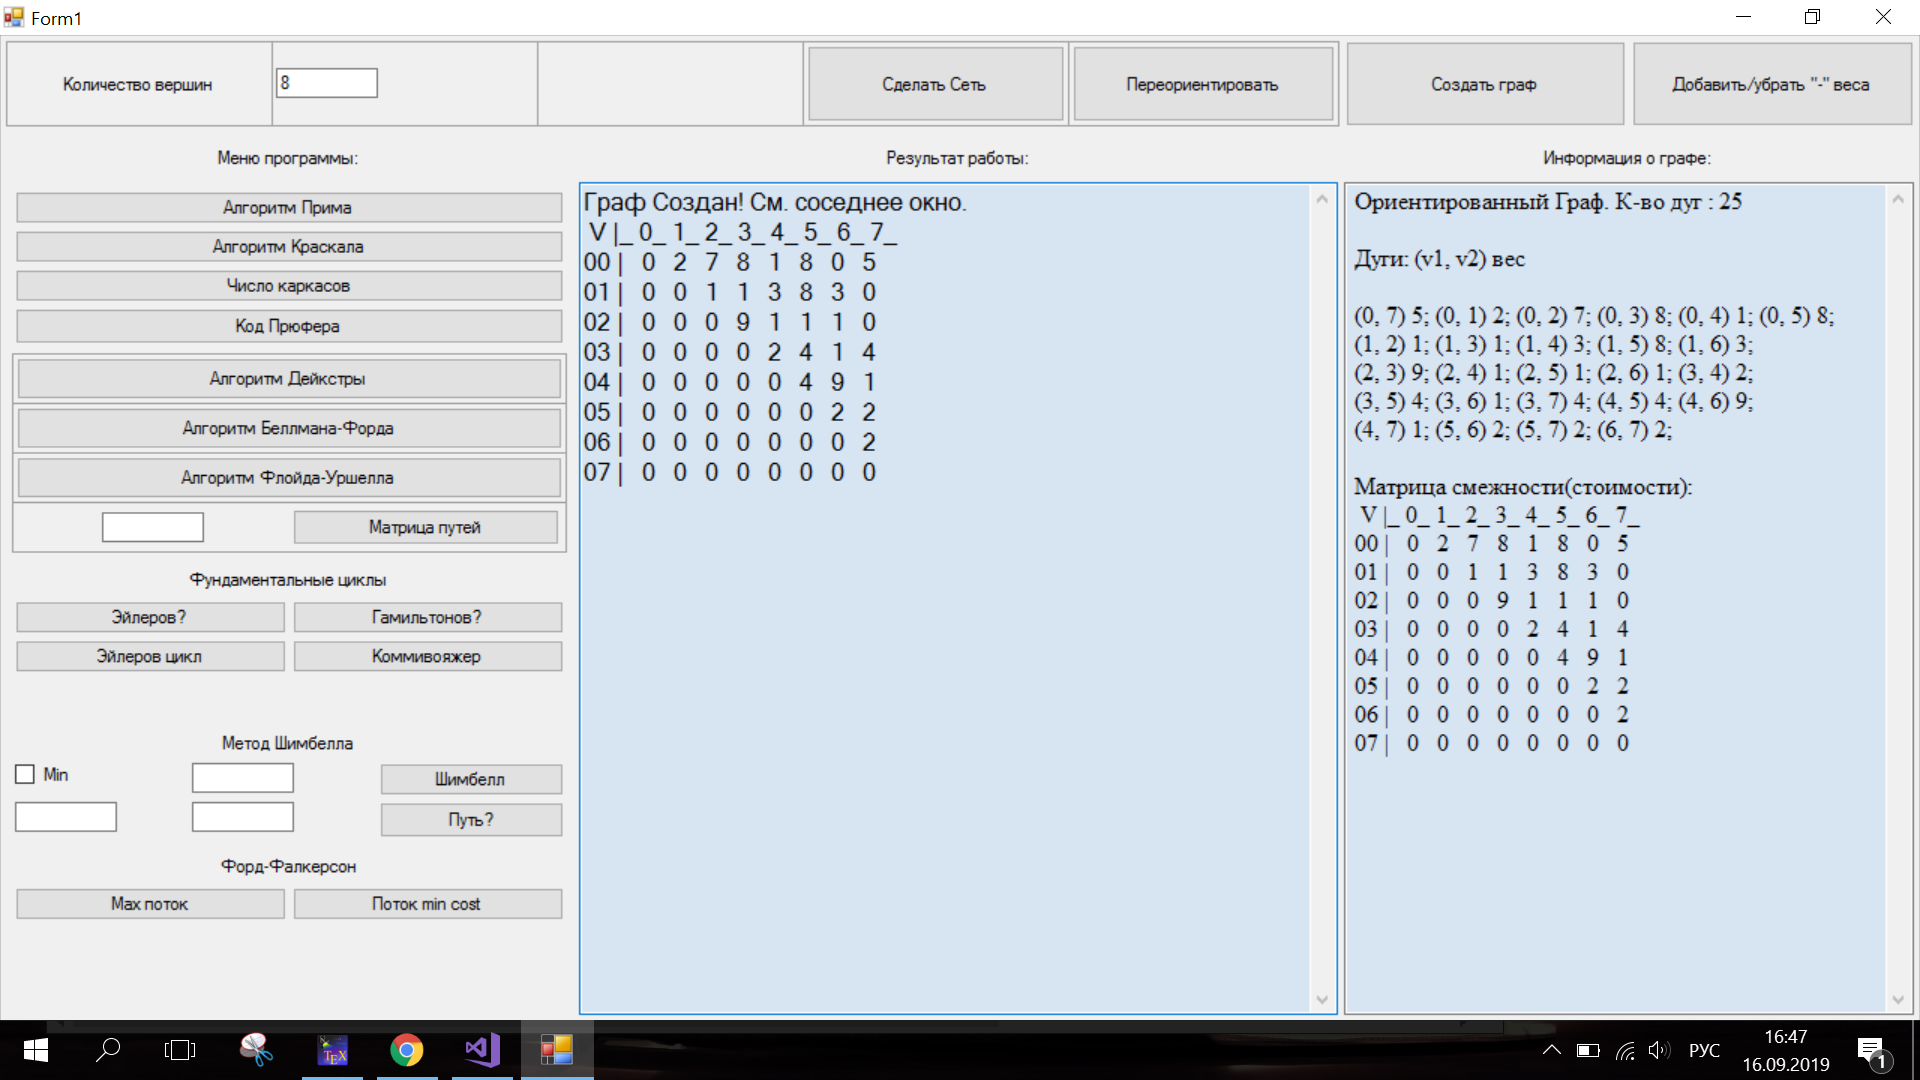 Form1
Количество вершин
8
Сделать Сеть
Переориентировать
Создать граф
Добавить/убрать "-" веса
Меню программы:
Алгоритм Прима
Алгоритм Краскала
Число каркасов
Код Прюфера
Алгоритм Дейкстры
Алгоритм Беллмана-Форда
Алгоритм Флойда-Уршелла
Матрица путей
Фундаментальные циклы
Эйлеров?
Гамильтонов?
Эйлеров цикл
Коммивояжер
Метод Шимбелла
Min
Шимбелл
Путь?
Форд-Фалкерсон
Max поток
Поток min cost
Результат работы:
Граф Создан! См. соседнее окно.
V |_ 0_ 1_ 2_ 3_ 4_ 5_ 6_ 7_
00 | 0 2 7 8 1 8 0 5
01 | 0 0 1 1 3 8 3 0
02 | 0 0 0 9 1 1 1 0
03 | 0 0 0 0 2 4 1 4
04 | 0 0 0 0 0 4 9 1
05 | 0 0 0 0 0 0 2 2
06 | 0 0 0 0 0 0 0 2
07 | 0 0 0 0 0 0 0 0
Информация о графе:
Ориентированный Граф. К-во дуг : 25
Дуги: (v1, v2) вес
(0, 7) 5; (0, 1) 2; (0, 2) 7; (0, 3) 8; (0, 4) 1; (0, 5) 8;
(1, 2) 1; (1, 3) 1; (1, 4) 3; (1, 5) 8; (1, 6) 3;
(2, 3) 9; (2, 4) 1; (2, 5) 1; (2, 6) 1; (3, 4) 2;
(3, 5) 4; (3, 6) 1; (3, 7) 4; (4, 5) 4; (4, 6) 9;
(4, 7) 1; (5, 6) 2; (5, 7) 2; (6, 7) 2;
Матрица смежности(стоимости):
V |_ 0_ 1_ 2_ 3_ 4_ 5_ 6_ 7_
00 | 0 2 7 8 1 8 0 5
01 | 0 0 1 1 3 8 3 0
02 | 0 0 0 9 1 1 1 0
03 | 0 0 0 0 2 4 1 4
04 | 0 0 0 0 0 4 9 1
05 | 0 0 0 0 0 0 2 2
06 | 0 0 0 0 0 0 0 2
07 | 0 0 0 0 0 0 0 0
TEX
РУС
16:47
16.09.2019
1